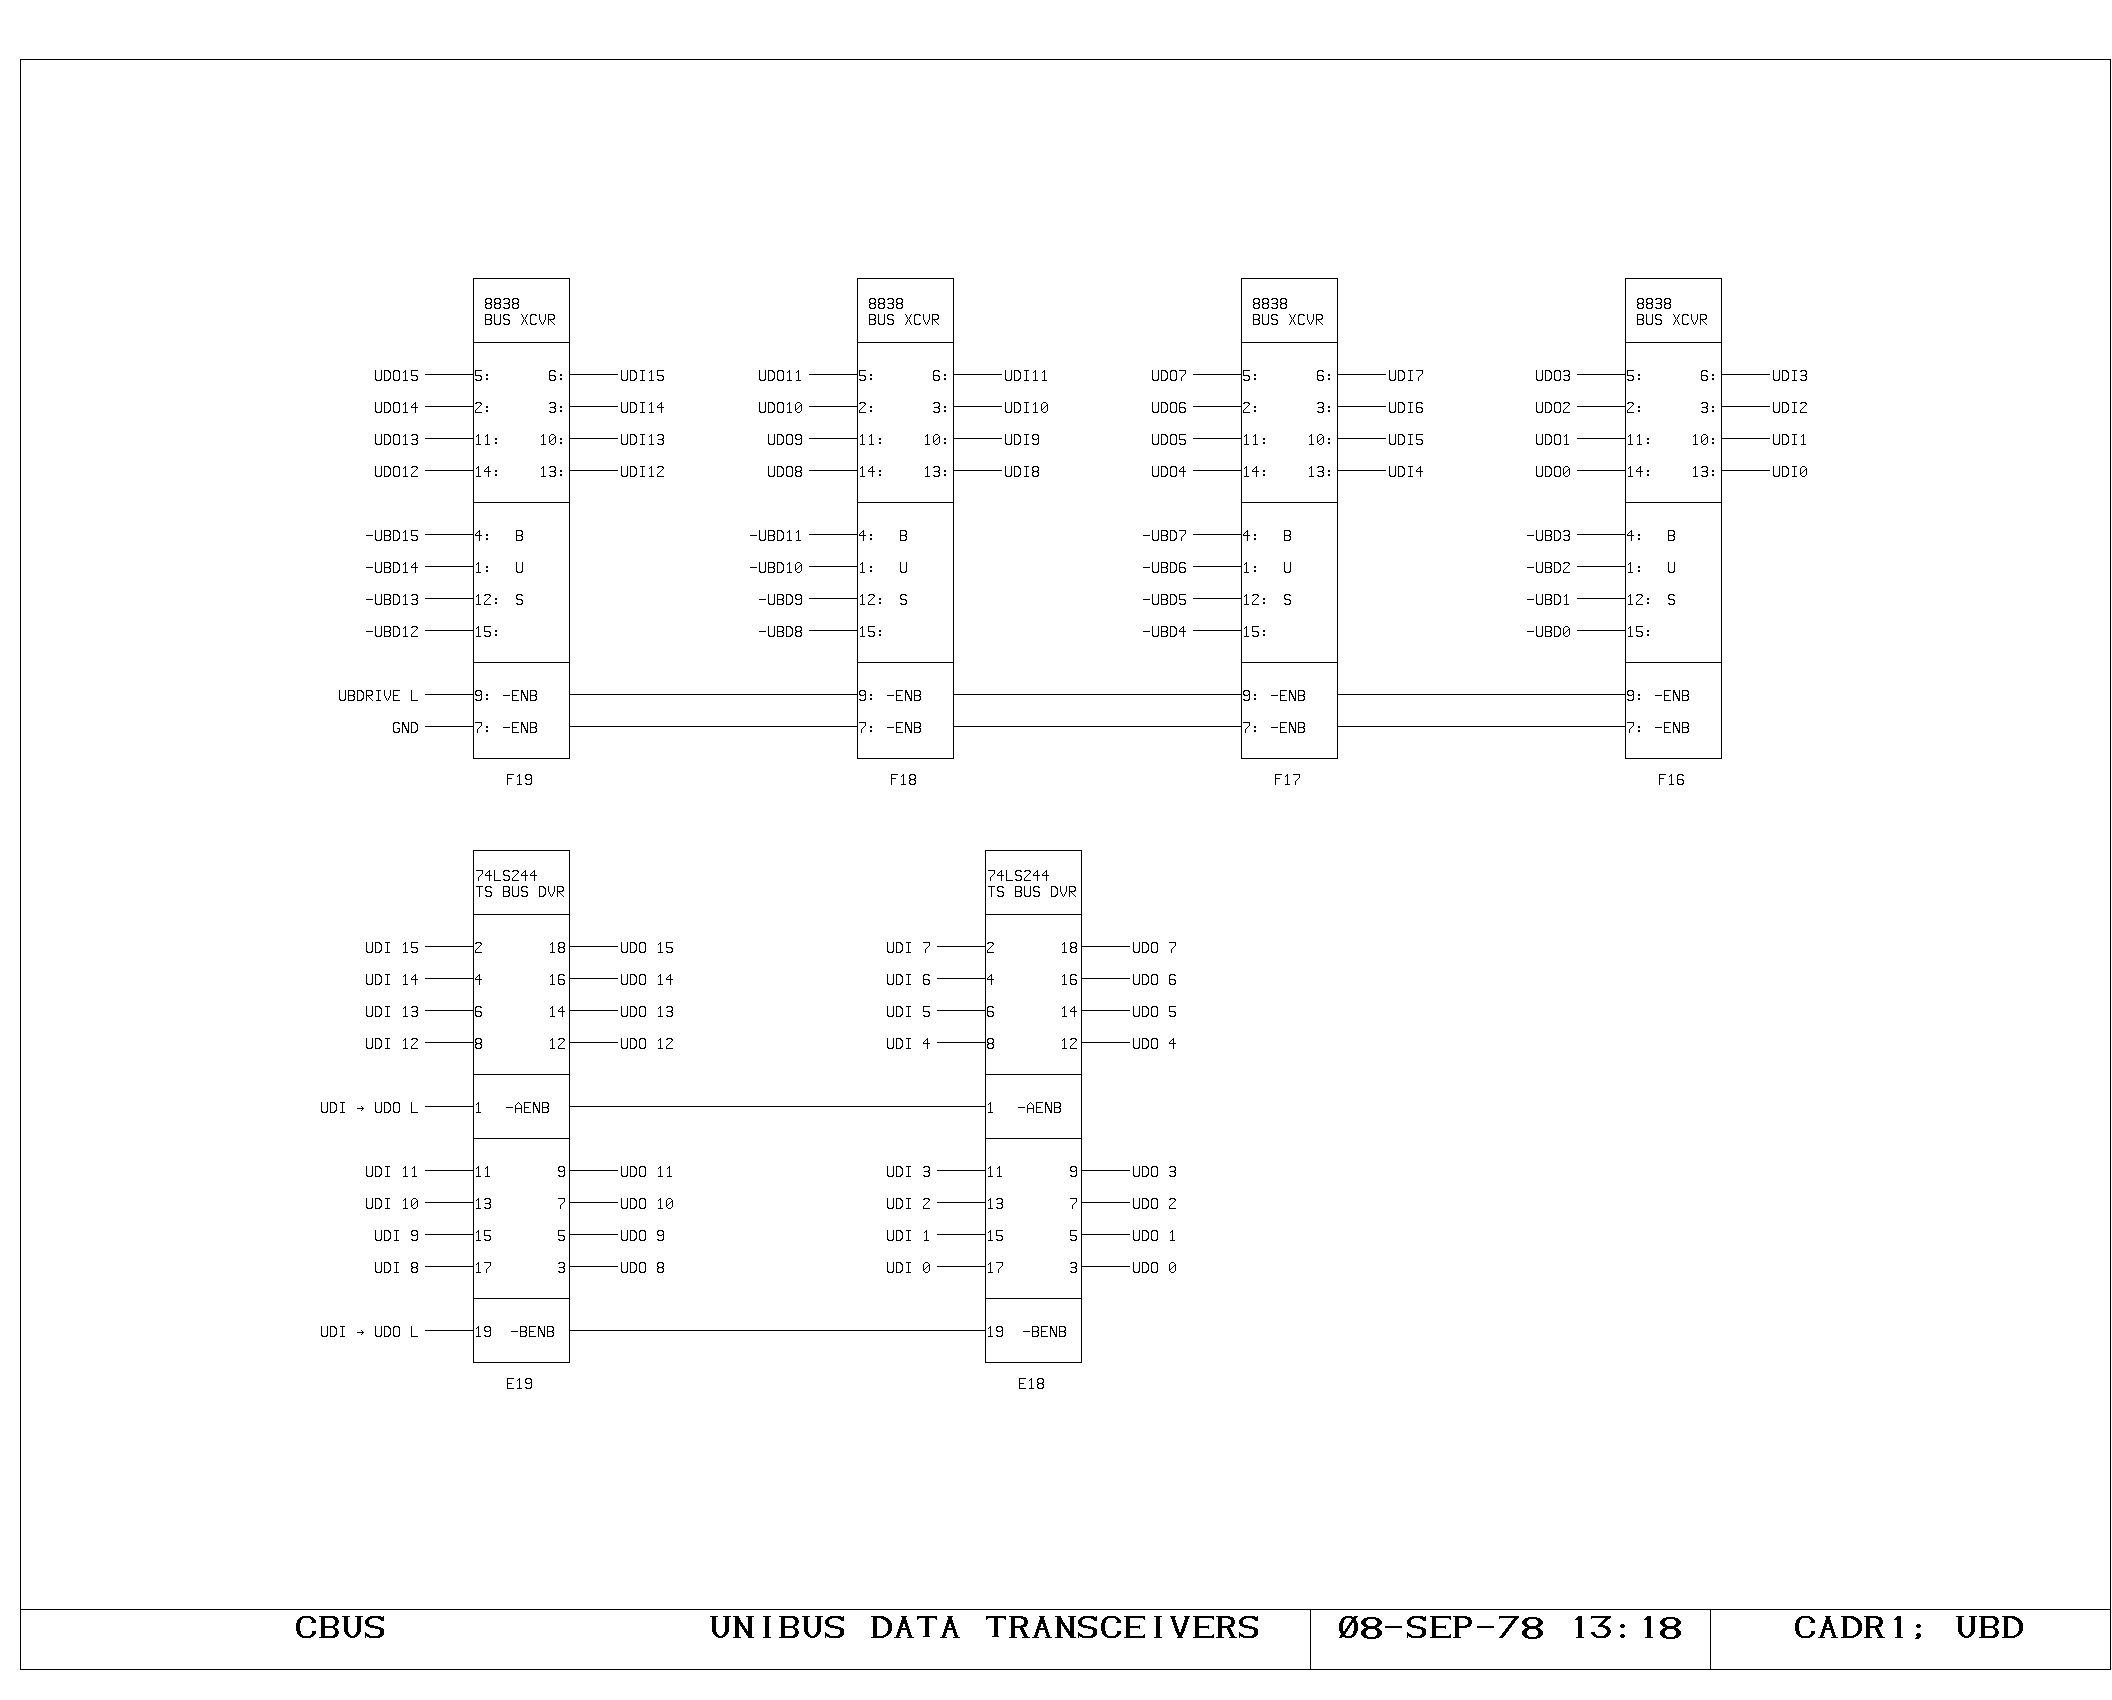 8838 8838 8838 8838
BUS XCVR BUS XCVR BUS XCVR BUS XCVR
UDO15 5: 6: UDI15 UDO11 5: 6: UDI11 UDO7 5: 6: UDI7 UDO3 5: 6: UDI3
UDO14 2: 3: UDI14 UDO10 2: 3: UDI10 UDO6 2: 3: UDI6 UDO2 2: 3: UDI2
UDO13 11: 10: UDI13 UDO9 11: 10: UDI9 UDO5 11: 10: UDI5 UDO1 11: 10: UDI1
UDO12 14: 13: UDI12 UDO8 14: 13: UDI8 UDO4 14: 13: UDI4 UDO0 14: 13: UDI0
-UBD15 4: B -UBD11 4: B -UBD7 4: B -UBD3 4: B
-UBD14 1: U -UBD10 1: U -UBD6 1: U -UBD2 1: U
-UBD13 12: S -UBD9 12: S -UBD5 12: S -UBD1 12: S
-UBD12 15: -UBD8 15: -UBD4 15: -UBD0 15:
UBDRIVE L 9: -ENB 9: -ENB 9: -ENB 9: -ENB
GND 7: -ENB 7: -ENB 7: -ENB 7: -ENB
F19 F18 F17 F16
74LS244 74LS244
TS BUS DVR TS BUS DVR
UDI 15 2 18 UDO 15 UDI 7 2 18 UDO 7
UDI 14 4 16 UDO 14 UDI 6 4 16 UDO 6
UDI 13 6 14 UDO 13 UDI 5 6 14 UDO 5
UDI 12 8 12 UDO 12 UDI 4 8 12 UDO 4
UDI → UDO L 1 -AENB 1 -AENB
UDI 11 11 9 UDO 11 UDI 3 11 9 UDO 3
UDI 10 13 7 UDO 10 UDI 2 13 7 UDO 2
UDI 9 15 5 UDO 9 UDI 1 15 5 UDO 1
UDI 8 17 3 UDO 8 UDI 0 17 3 UDO 0
UDI → UDO L 19 -BENB 19 -BENB
E19 E18
CBUS UNIBUS DATA TRANSCEIVERS 08-SEP-78 13:18 CADR1; UBD